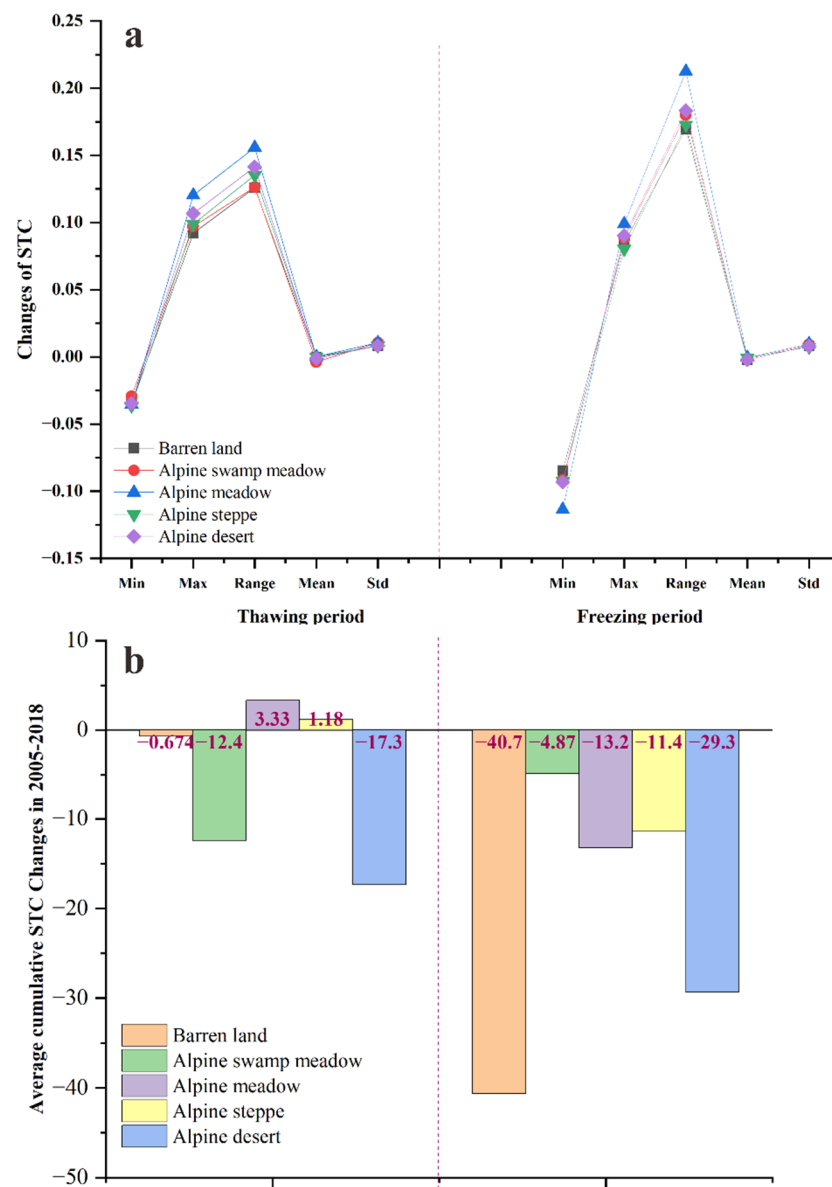 a
0.25
0.20
0.15
0.10
0.05
0.00
−0.05
−0.10
−0.15
Changes of STC
Barren land
Alpine swamp meadow
Alpine meadow
Alpine steppe
Alpine desert
Min Max Range Mean Std Min Max Range Mean Std
Thawing period Freezing period
b
10
0
−10
−20
−30
−40
−50
Average cumulative STC Changes in 2005-2018
3.33 1.18
−0.674 −12.4 −17.3 −40.7 −4.87 −13.2 −11.4 −29.3
Barren land
Alpine swamp meadow
Alpine meadow
Alpine steppe
Alpine desert